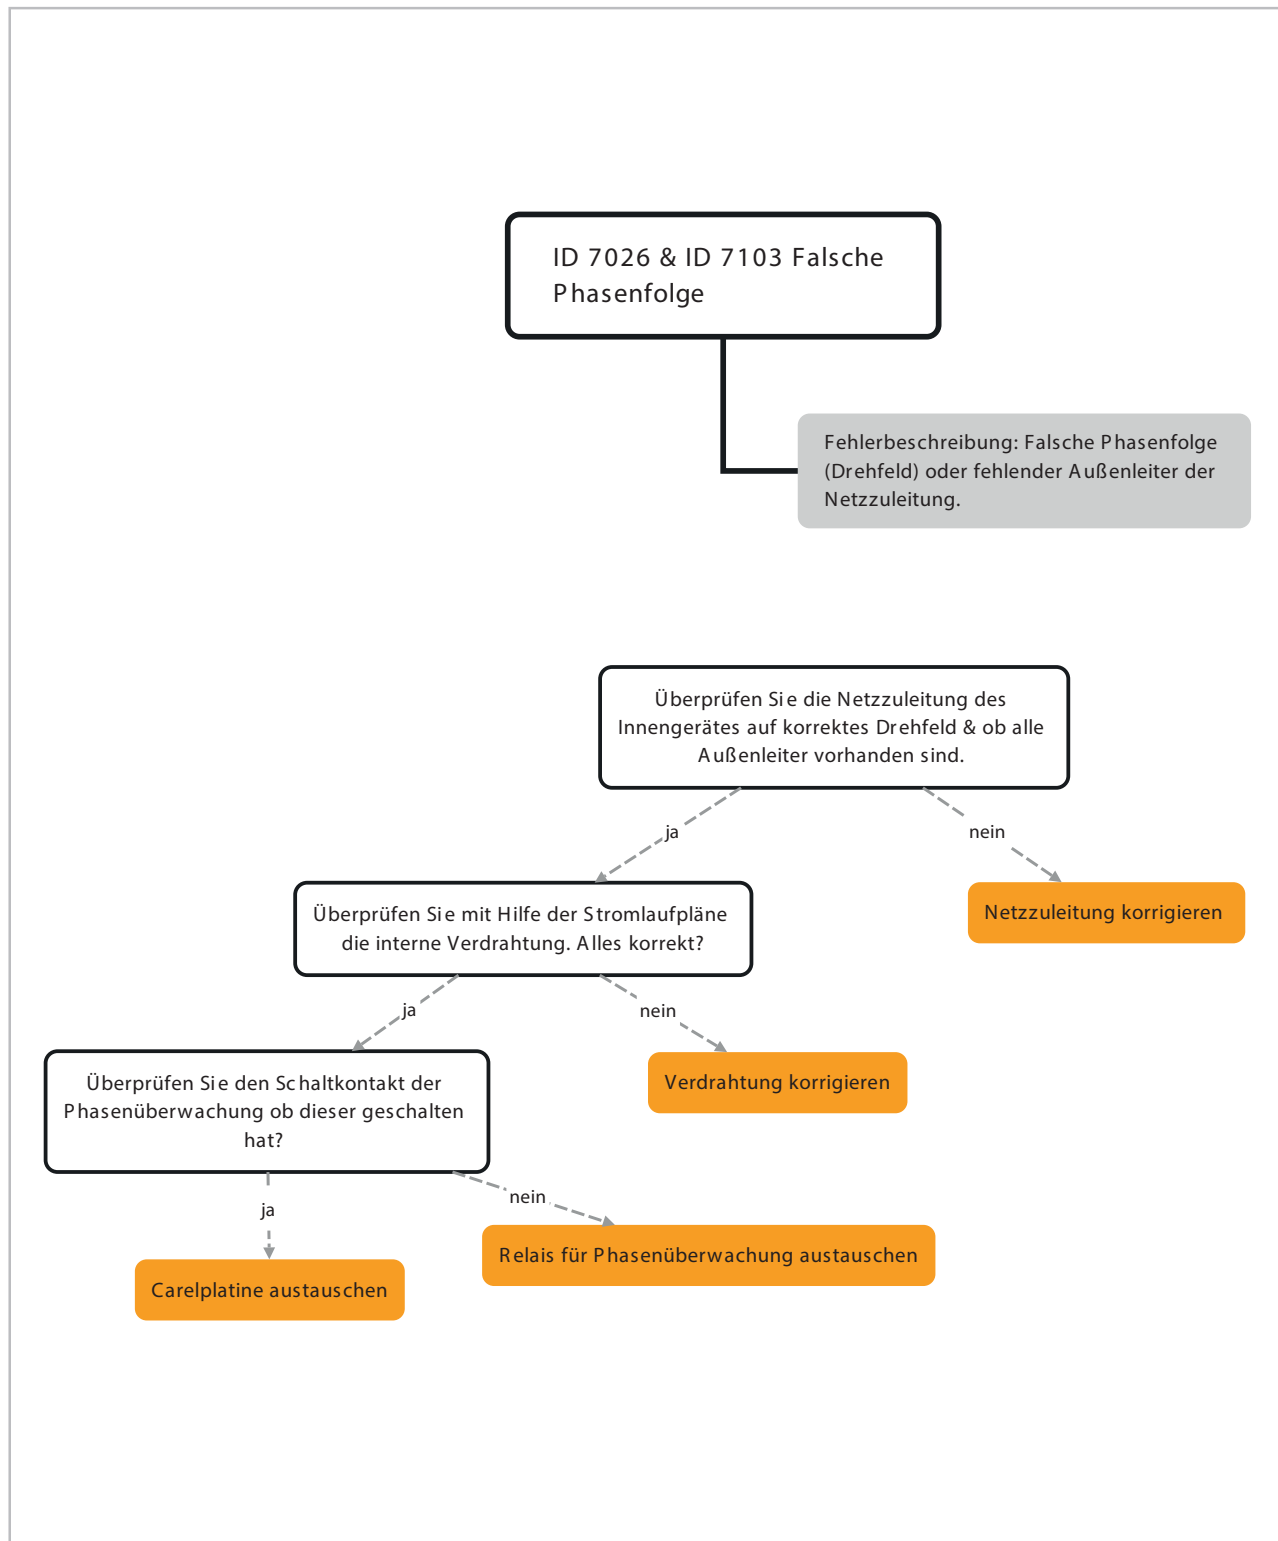 ID 7026 & ID 7103 Falsche
Phasenfolge
Fehlerbeschreibung: Falsche Phasenfolge
(Drehfeld) oder fehlender Außenleiter der
Netzzuleitung.
Überprüfen Sie die Netzzuleitung des
Innengerätes auf korrektes Drehfeld & ob alle
Außenleiter vorhanden sind.
ja
nein
Überprüfen Sie mit Hilfe der Stromlaufpläne
die interne Verdrahtung. Alles korrekt?
Netzzuleitung korrigieren
ja
nein
Überprüfen Sie den Schaltkontakt der
Phasenüberwachung ob dieser geschalten
hat?
Verdrahtung korrigieren
ja
nein
Relais für Phasenüberwachung austauschen
Carelplatine austauschen